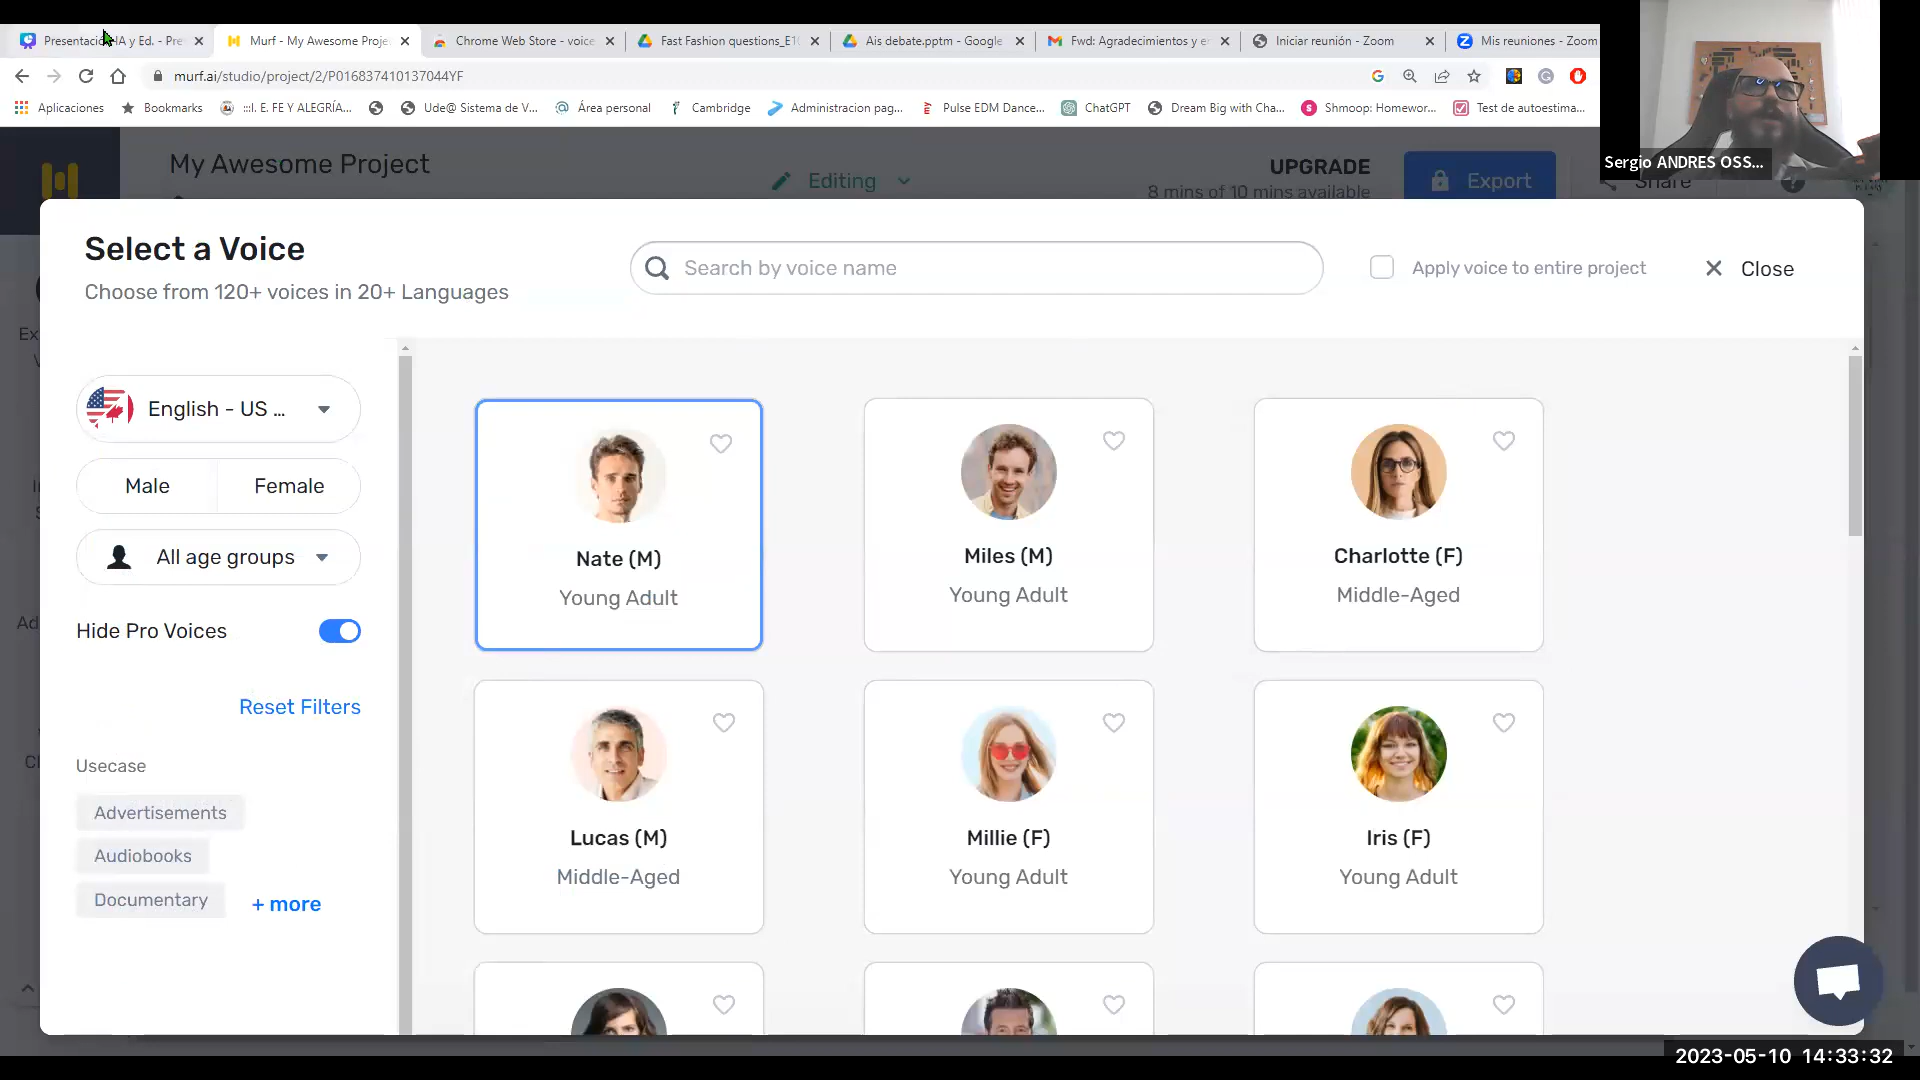 Presentación IA y Ed. - Pre
Murf - My Awesome Proje
Chrome Web Store - voice
Fast Fashion questions_E1
Ais debate.pptm - Google
Fwd: Agradecimientos y e
Iniciar reunión - Zoom
Mis reuniones - Zoom
murf.ai/studio/project/2/P016837410137044YF
Aplicaciones
Bookmarks
:::I. E. FE Y ALEGRÍA...
Ude@ Sistema de V...
Área personal
Cambridge
Administracion pag...
Pulse EDM Dance...
ChatGPT
Dream Big with Cha...
Shmoop: Homewor...
Test de autoestima...
Sergio ANDRES OSS...
My Awesome Project
Editing
UPGRADE
8 mins of 10 mins available
Export
Share
Select a Voice
Choose from 120+ voices in 20+ Languages
Search by voice name
Apply voice to entire project
Close
English - US ...
Male
Female
All age groups
Hide Pro Voices
Reset Filters
Usecase
Advertisements
Audiobooks
Documentary
+ more
Nate (M)
Young Adult
Miles (M)
Young Adult
Charlotte (F)
Middle-Aged
Lucas (M)
Middle-Aged
Millie (F)
Young Adult
Iris (F)
Young Adult
2023-05-10 14:33:32